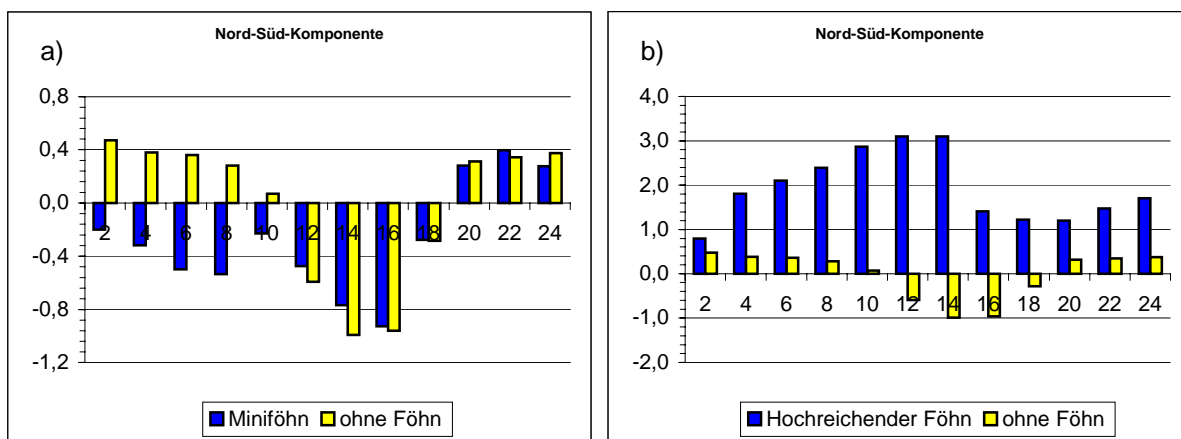 Nord-Süd-Komponente
a)
0,8
0,4
0,0
-0,4
-0,8
-1,2
2 4 6 8 10 12 14 16 18 20 22 24
Miniföhn ohne Föhn
Nord-Süd-Komponente
b)
4,0
3,0
2,0
1,0
0,0
-1,0
-2,0
2 4 6 8 10 12 14 16 18 20 22 24
Hochreichender Föhn ohne Föhn